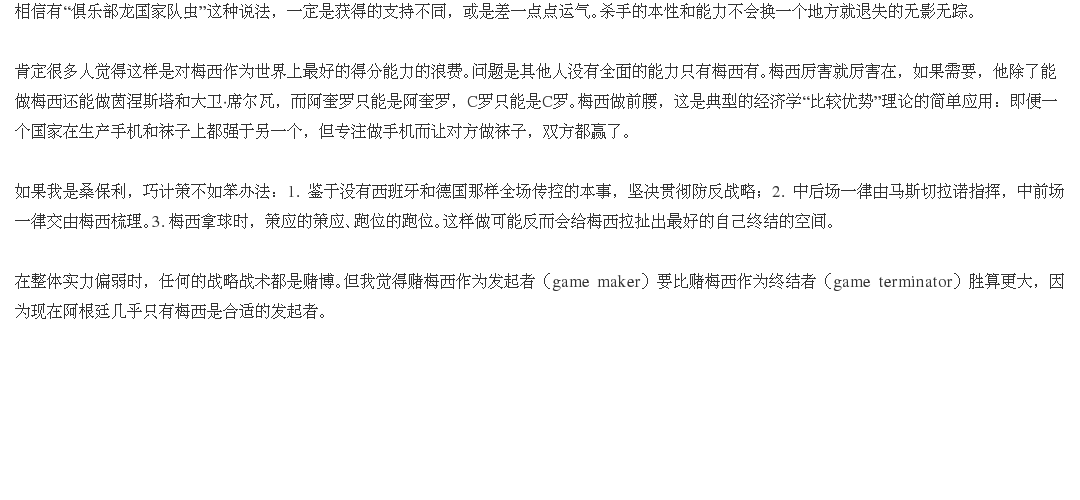 相信有“俱乐部龙国家队虫”这种说法，一定是获得的支持不同，或是差一点点运气。杀手的本性和能力不会换一个地方就退失的无影无踪。
肯定很多人觉得这样是对梅西作为世界上最好的得分能力的浪费。问题是其他人没有全面的能力只有梅西有。梅西厉害就厉害在，如果需要，他除了能
做梅西还能做茵涅斯塔和大卫·席尔瓦，而阿奎罗只能是阿奎罗，C罗只能是C罗。梅西做前腰，这是典型的经济学“比较优势”理论的简单应用：即便一
个国家在生产手机和袜子上都强于另一个，但专注做手机而让对方做袜子，双方都赢了。
如果我是桑保利，巧计策不如笨办法：1. 鉴于没有西班牙和德国那样全场传控的本事，坚决贯彻防反战略；2. 中后场一律由马斯切拉诺指挥，中前场
一律交由梅西梳理。3. 梅西拿球时，策应的策应、跑位的跑位。这样做可能反而会给梅西拉扯出最好的自己终结的空间。
在整体实力偏弱时，任何的战略战术都是赌博。但我觉得赌梅西作为发起者（game maker）要比赌梅西作为终结者（game terminator）胜算更大，因
为现在阿根廷几乎只有梅西是合适的发起者。